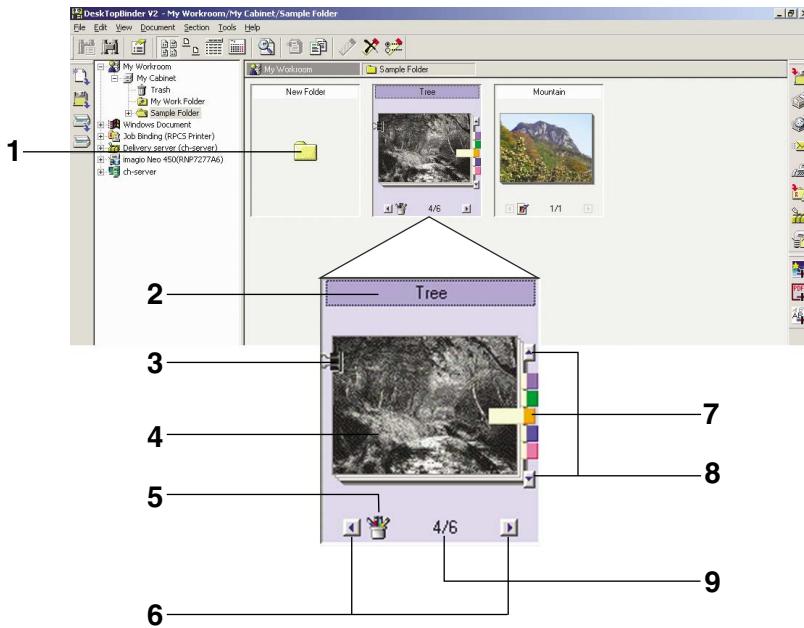 DeskTopBinder V2 - My Workroom/My Cabinet/Sample Folder
File Edit View Document Section Tools Help
My Workroom
My Cabinet
Trash
My Work Folder
Sample Folder
Windows Document
Job Binding (RPCS Printer)
Delivery server (ch-server)
imagio Neo 450(RNP7277A6)
ch-server
My Workroom
Sample Folder
New Folder
Tree
4/6
Mountain
1/1
PDF
1
2
Tree
3
4
5
4/6
6
7
8
9